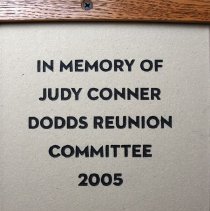 IN MEMORY OF
JUDY CONNER
DODDS REUNION
COMMITTEE
2005